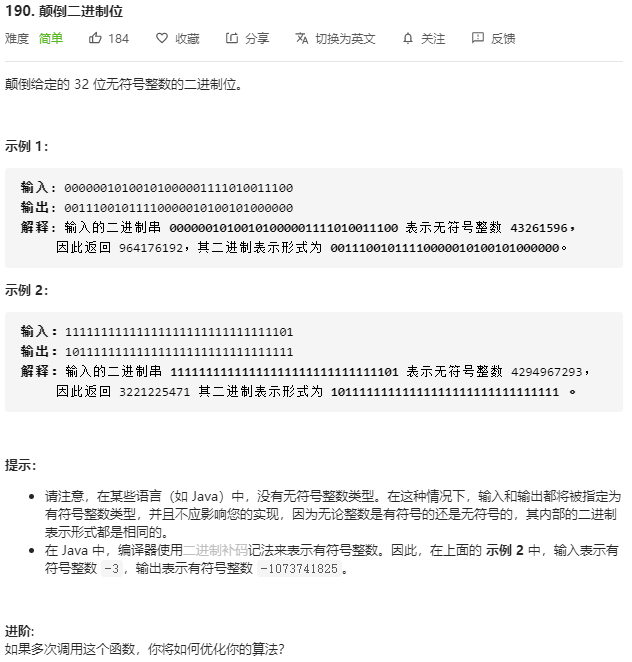 190. 颠倒二进制位
难度 简单 184 收藏 分享 切换为英文 关注 反馈
颠倒给定的 32 位无符号整数的二进制位。
示例 1：
输入: 00000010100101000001111010011100
输出: 00111001011110000010100101000000
解释: 输入的二进制串 00000010100101000001111010011100 表示无符号整数 43261596，
因此返回 964176192，其二进制表示形式为 00111001011110000010100101000000。
示例 2：
输入：11111111111111111111111111111101
输出：10111111111111111111111111111111
解释：输入的二进制串 11111111111111111111111111111101 表示无符号整数 4294967293，
因此返回 3221225471 其二进制表示形式为 10111111111111111111111111111111 。
提示：
请注意，在某些语言（如 Java）中，没有无符号整数类型。在这种情况下，输入和输出都将被指定为
有符号整数类型，并且不应影响您的实现，因为无论整数是有符号的还是无符号的，其内部的二进制
表示形式都是相同的。
在 Java 中，编译器使用二进制补码记法来表示有符号整数。因此，在上面的 示例 2 中，输入表示有
符号整数 -3，输出表示有符号整数 -1073741825。
进阶:
如果多次调用这个函数，你将如何优化你的算法？